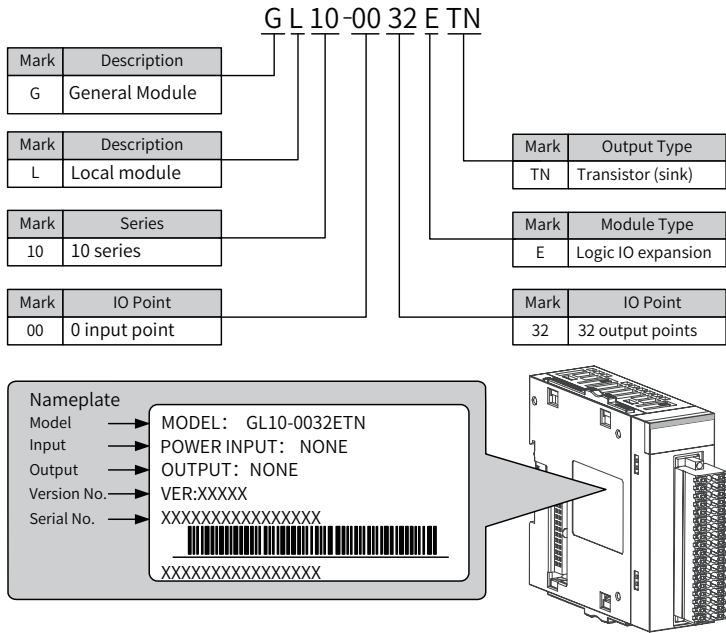 GL10-0032ETN
Mark Description
G General Module
Mark Description
L Local module
Mark Series
10 10 series
Mark IO Point
00 0 input point
Mark Output Type
TN Transistor (sink)
Mark Module Type
E Logic IO expansion
Mark IO Point
32 32 output points
Nameplate
Model
Input
Output
Version No.
Serial No.
MODEL： GL10-0032ETN
POWER INPUT： NONE
OUTPUT：NONE
VER:XXXXX
XXXXXXXXXXXXXXXX
XXXXXXXXXXXXXXXX